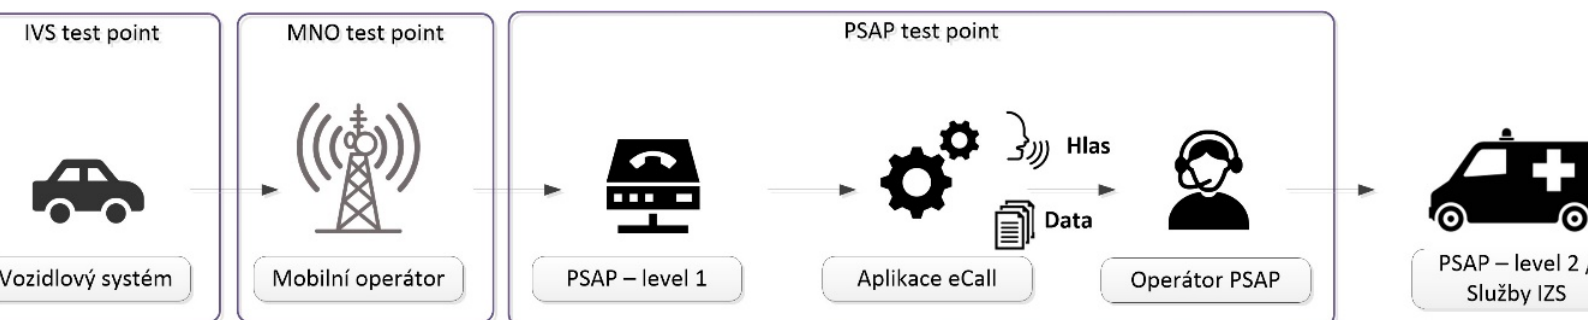 IVS test point
MNO test point
PSAP test point
Hlas
Data
Vozidlový systém
Mobilní operátor
PSAP – level 1
Aplikace eCall
Operátor PSAP
PSAP – level 2 /
Služby IZS